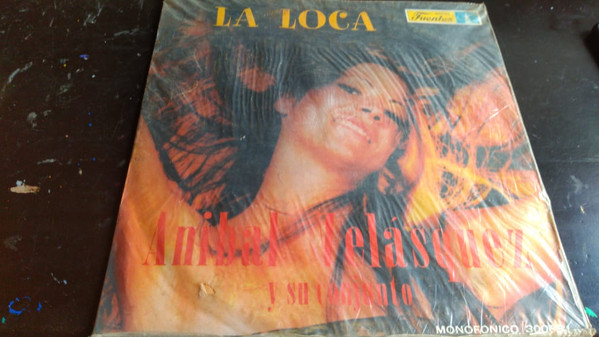 LA LOCA
Fuentes
Anibal Velásquez
y su conjunto
MONOFONICO